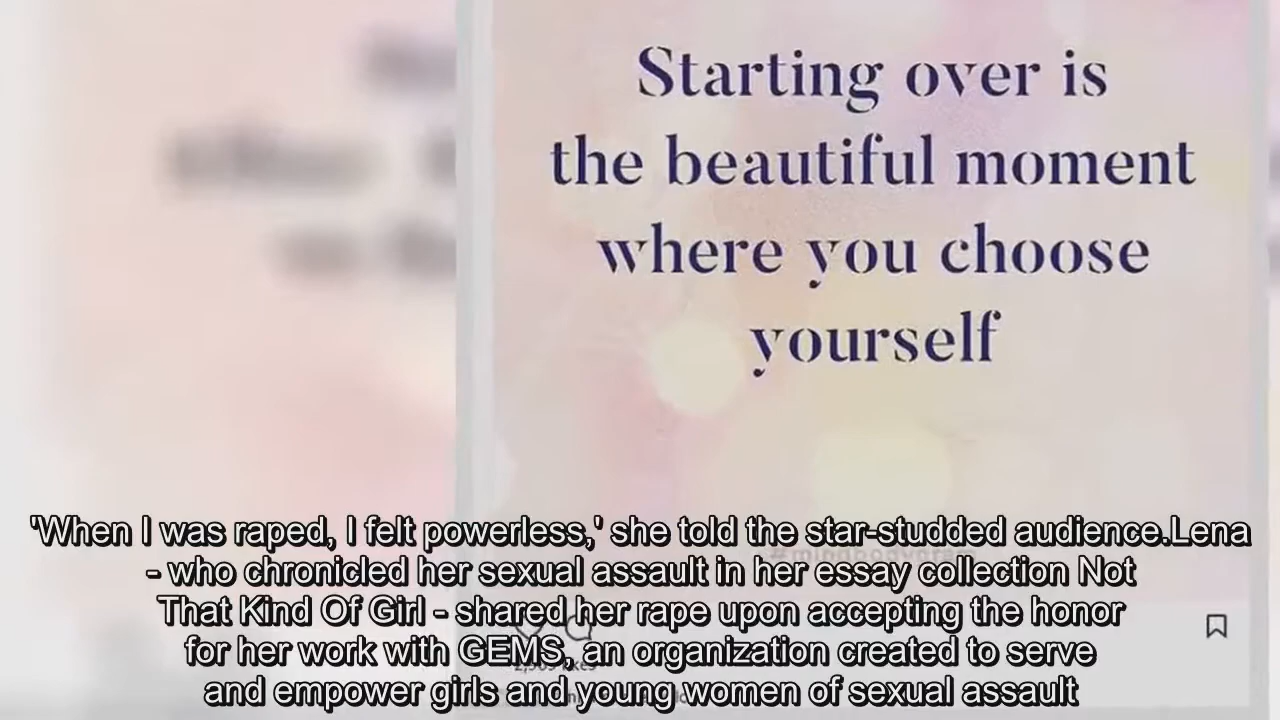 Starting over is
the beautiful moment
where you choose
yourself
'When I was raped, I felt powerless,' she told the star-studded audience.Lena
- who chronicled her sexual assault in her essay collection Not
That Kind Of Girl - shared her rape upon accepting the honor
for her work with GEMS, an organization created to serve
and empower girls and young women of sexual assault